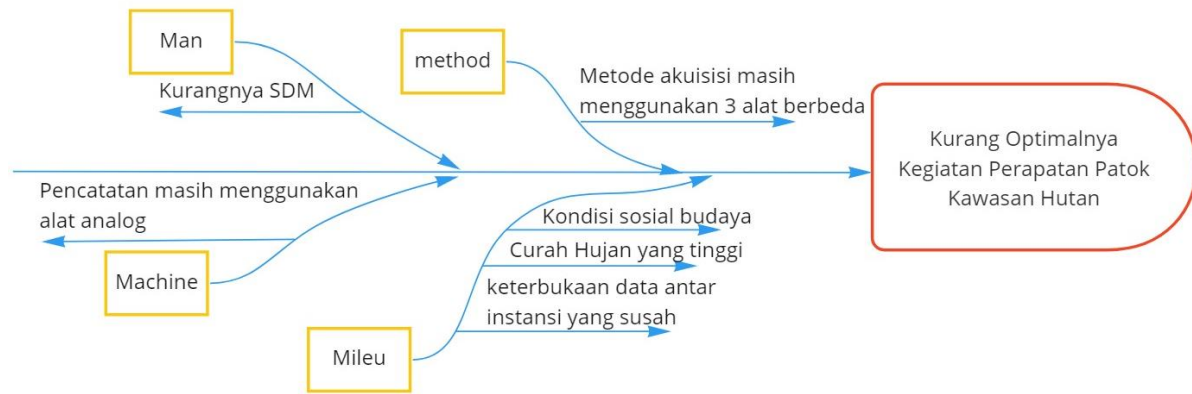 Man
Kurangnya SDM
method
Metode akuisisi masih
menggunakan 3 alat berbeda
Kurang Optimalnya
Kegiatan Perapatan Patok
Kawasan Hutan
Pencatatan masih menggunakan
alat analog
Machine
Kondisi sosial budaya
Curah Hujan yang tinggi
keterbukaan data antar
instansi yang susah
Mileu